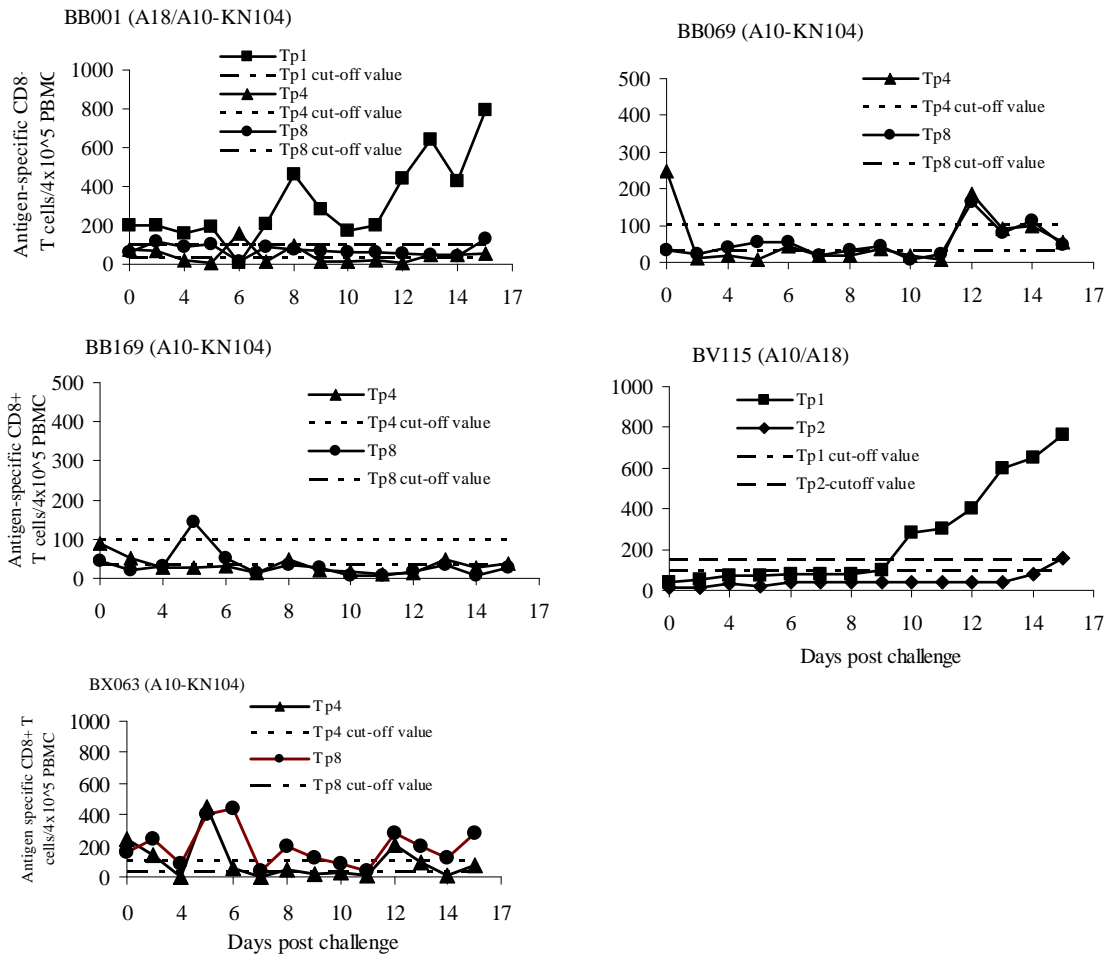 BB001 (A18/A10-KN104)
Antigen-specific CD8-
T cells/4x10^5 PBMC
1000
800
600
400
200
0
Tp1
Tp1 cut-off value
Tp4
Tp4 cut-off value
Tp8
Tp8 cut-off value
0 4 6 8 10 12 14 17
BB069 (A10-KN104)
500
400
300
200
100
0
Tp4
Tp4 cut-off value
Tp8
Tp8 cut-off value
0 4 6 8 10 12 14 17
BB169 (A10-KN104)
Antigen-specific CD8+
T cells/4x10^5 PBMC
500
400
300
200
100
0
Tp4
Tp4 cut-off value
Tp8
Tp8 cut-off value
0 4 6 8 10 12 14 17
BV115 (A10/A18)
1000
800
600
400
200
0
Tp1
Tp2
Tp1 cut-off value
Tp2-cutoff value
0 4 6 8 10 12 14 17
Days post challenge
BX063 (A10-KN104)
Antigen specific CD8+ T
cells/4x10^5 PBMC
1000
800
600
400
200
0
Tp4
Tp4 cut-off value
Tp8
Tp8 cut-off value
0 4 6 8 10 12 14 17
Days post challenge